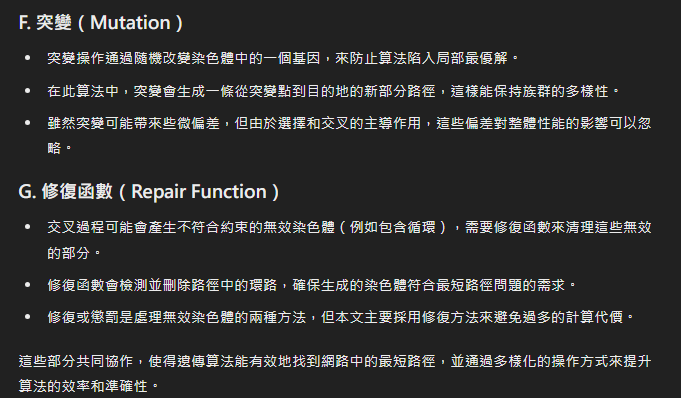 F. 突變（Mutation）
• 突變操作通過隨機改變染色體中的一個基因，來防止算法陷入局部最優解。
• 在此算法中，突變會生成一條從突變點到目的地的新部分路徑，這樣能保持族群的多樣性。
• 雖然突變可能帶來些微偏差，但由於選擇和交叉的主導作用，這些偏差對整體性能的影響可以忽
略。
G. 修復函數（Repair Function）
• 交叉過程可能會產生不符合約束的無效染色體（例如包含循環），需要修復函數來清理這些無效
的部分。
• 修復函數會檢測並刪除路徑中的環路，確保生成的染色體符合最短路徑問題的需求。
• 修復或懲罰是處理無效染色體的兩種方法，但本文主要採用修復方法來避免過多的計算代價。
這些部分共同協作，使得遺傳算法能有效地找到網路中的最短路徑，並通過多樣化的操作方式來提升
算法的效率和準確性。